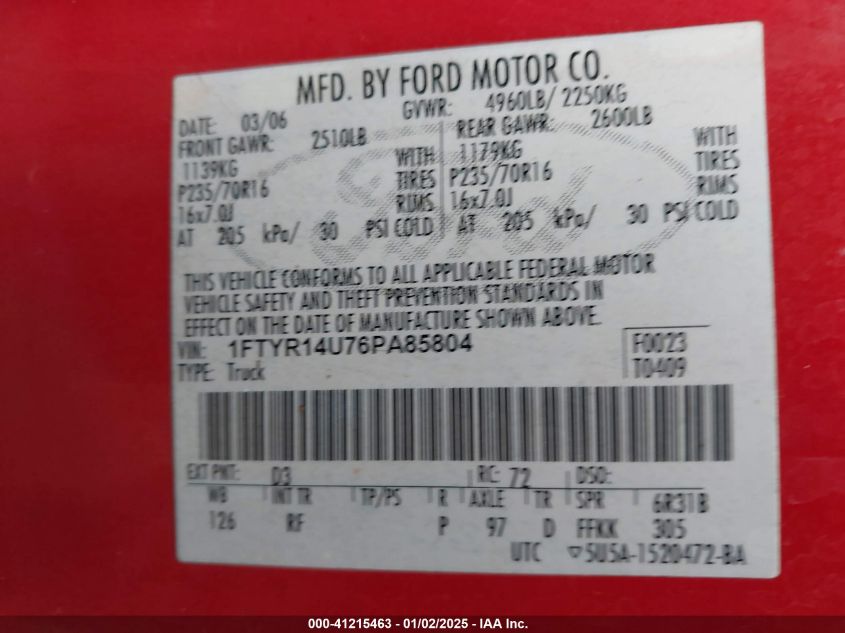 MFD. BY FORD MOTOR CO.
DATE: 03/06 GVWR: 4960LB/ 2250KG
FRONT GAWR: 2510LB REAR GAWR: 2600LB
1139KG WITH 1179KG WITH
P235/70R16 TIRES P235/70R16 TIRES
16x7.0J RIMS 16x7.0J RIMS
AT 205 kPa/ 30 PSI COLD AT 205 kPa/ 30 PSI COLD
THIS VEHICLE CONFORMS TO ALL APPLICABLE FEDERAL MOTOR
VEHICLE SAFETY AND THEFT PREVENTION STANDARDS IN
EFFECT ON THE DATE OF MANUFACTURE SHOWN ABOVE.
VIN: 1FTYR14U76PA85804 F0023
TYPE: Truck T0409
EXT PNT: D3 RC: 72 DSO:
WB INT TR TP/PS R AXLE TR SPR 6R31B
126 RF P 97 D FFKK 305
UTC ▽5U5A-1520472-BA
000-41215463 - 01/02/2025 - IAA Inc.